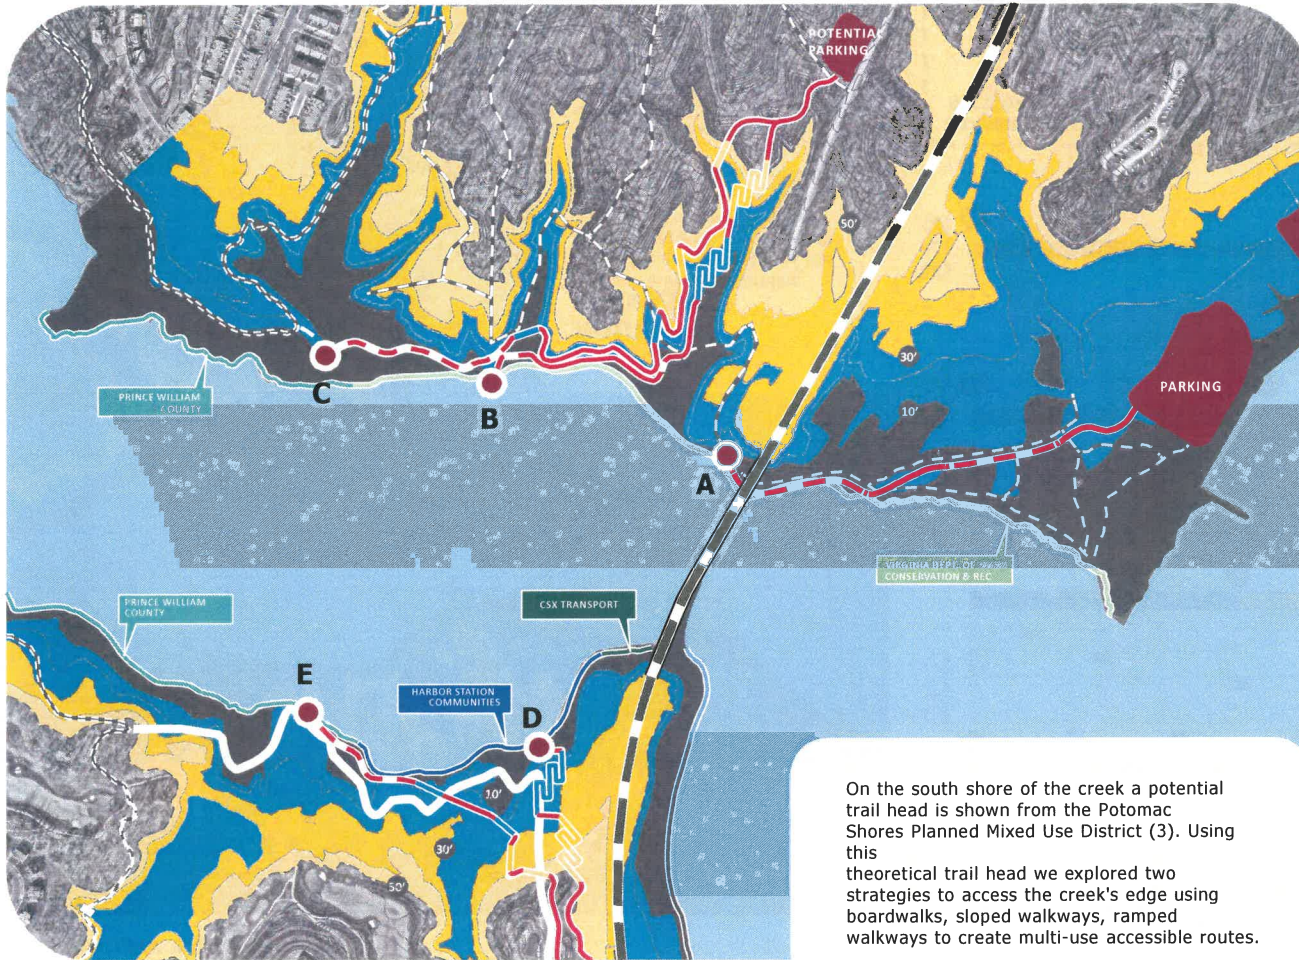 POTENTIAL
PARKING
50'
30'
10'
PARKING
PRINCE WILLIAM
COUNTY
C
B
A
VIRGINIA DEPT. OF
CONSERVATION & REC
PRINCE WILLIAM
COUNTY
CSX TRANSPORT
E
HARBOR STATION
COMMUNITIES
D
10'
30'
50'
On the south shore of the creek a potential
trail head is shown from the Potomac
Shores Planned Mixed Use District (3). Using
this
theoretical trail head we explored two
strategies to access the creek's edge using
boardwalks, sloped walkways, ramped
walkways to create multi-use accessible routes.